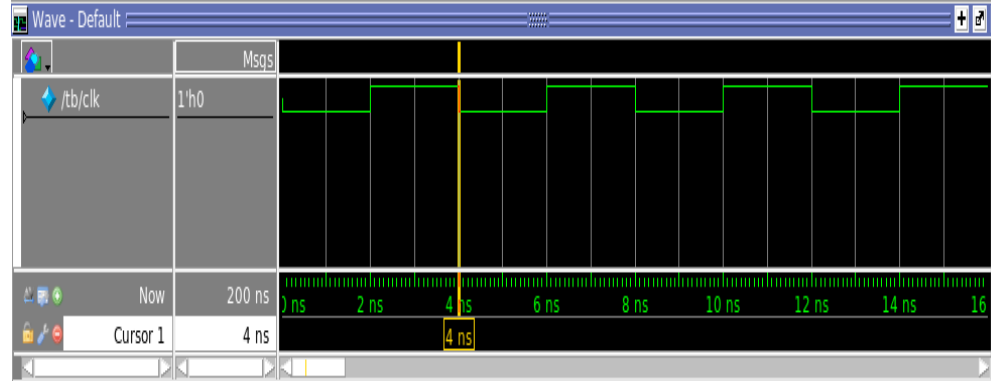 Wave - Default
Msgs
/tb/clk 1'h0
Now 200 ns
0 ns 2 ns 4 ns 6 ns 8 ns 10 ns 12 ns 14 ns 16
Cursor 1 4 ns 4 ns